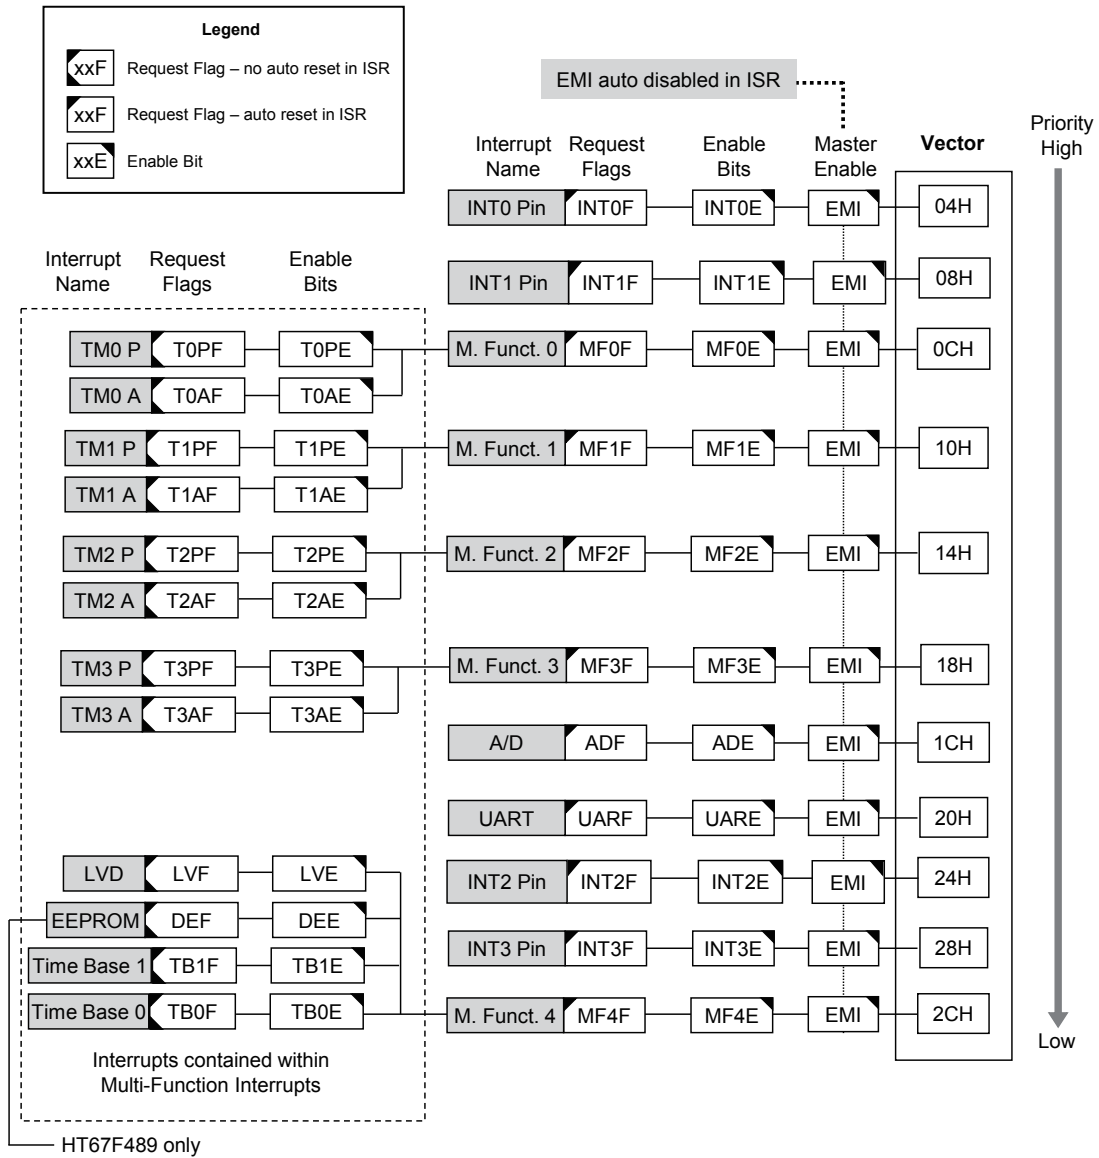 Legend
xxF Request Flag – no auto reset in ISR
xxF Request Flag – auto reset in ISR
xxE Enable Bit
EMI auto disabled in ISR
Interrupt Name
Request Flags
Enable Bits
Master Enable
Vector
Priority High
INT0 Pin INT0F INT0E EMI 04H
Interrupt Name
Request Flags
Enable Bits
INT1 Pin INT1F INT1E EMI 08H
TM0 P T0PF T0PE M. Funct. 0 MF0F MF0E EMI 0CH
TM0 A T0AF T0AE
TM1 P T1PF T1PE M. Funct. 1 MF1F MF1E EMI 10H
TM1 A T1AF T1AE
TM2 P T2PF T2PE M. Funct. 2 MF2F MF2E EMI 14H
TM2 A T2AF T2AE
TM3 P T3PF T3PE M. Funct. 3 MF3F MF3E EMI 18H
TM3 A T3AF T3AE
A/D ADF ADE EMI 1CH
UART UARF UARE EMI 20H
LVD LVF LVE INT2 Pin INT2F INT2E EMI 24H
EEPROM DEF DEE
Time Base 1 TB1F TB1E INT3 Pin INT3F INT3E EMI 28H
Time Base 0 TB0F TB0E M. Funct. 4 MF4F MF4E EMI 2CH
Low
Interrupts contained within
Multi-Function Interrupts
HT67F489 only